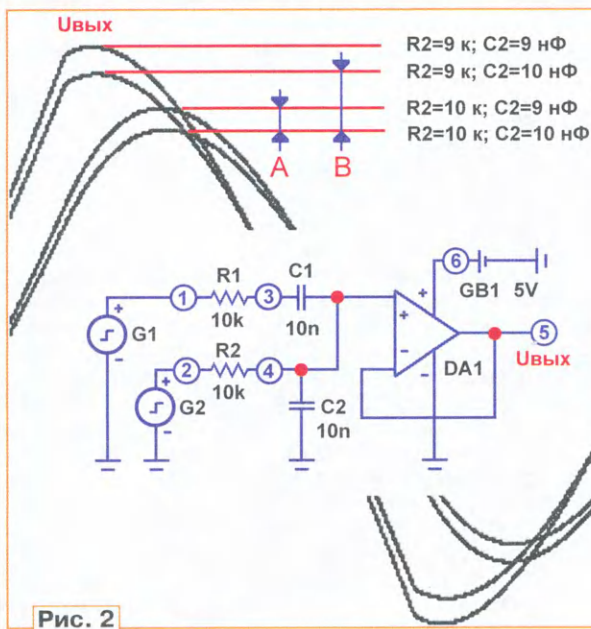 Uвых
R2=9 к; C2=9 нФ
R2=9 к; C2=10 нФ
R2=10 к; C2=9 нФ
R2=10 к; C2=10 нФ
A
B
6
GB1
5V
R1
C1
1
3
10k
10n
G1
R2
2
4
10k
G2
C2
10n
DA1
5
Uвых
Рис. 2